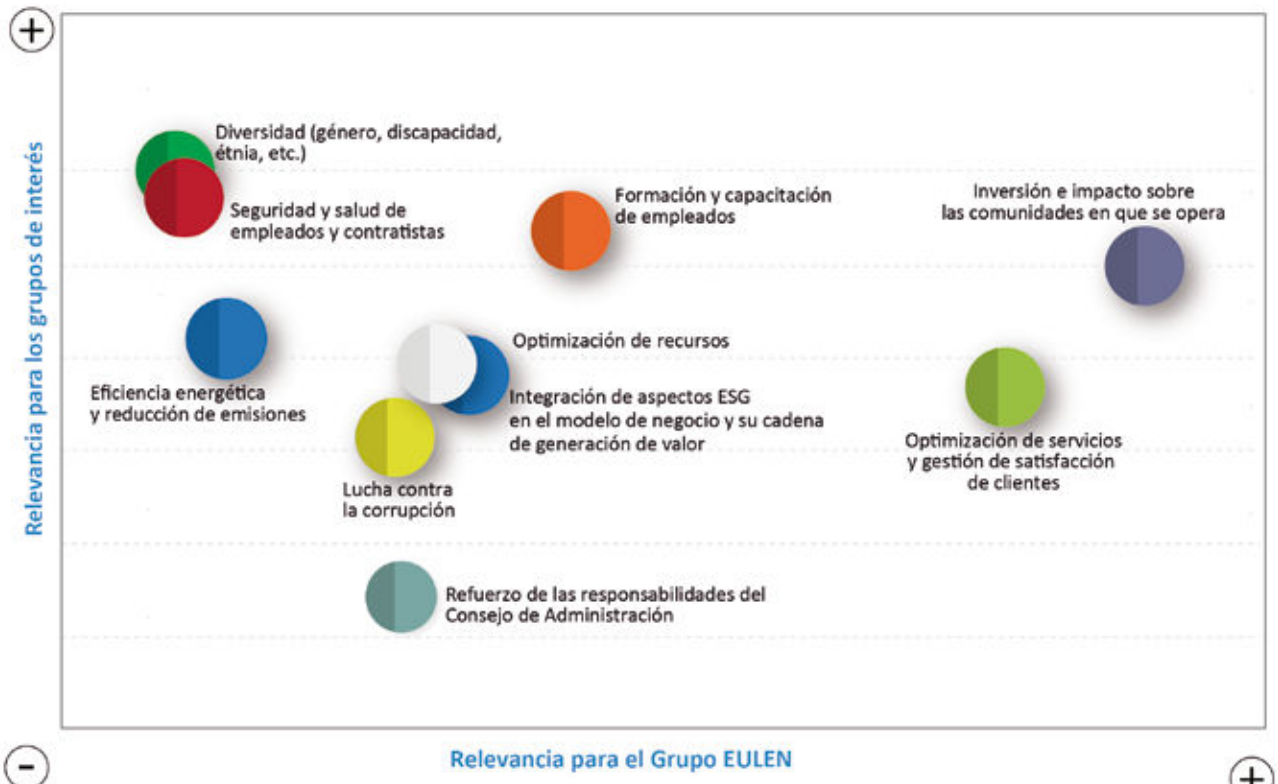 +
Relevancia para los grupos de interés
Diversidad (género, discapacidad,
étnia, etc.)
Seguridad y salud de
empleados y contratistas
Formación y capacitación
de empleados
Inversión e impacto sobre
las comunidades en que se opera
Eficiencia energética
y reducción de emisiones
Optimización de recursos
Integración de aspectos ESG
en el modelo de negocio y su cadena
de generación de valor
Optimización de servicios
y gestión de satisfacción
de clientes
Lucha contra
la corrupción
Refuerzo de las responsabilidades del
Consejo de Administración
-
Relevancia para el Grupo EULEN
+